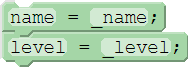 name = _name;
level = _level;